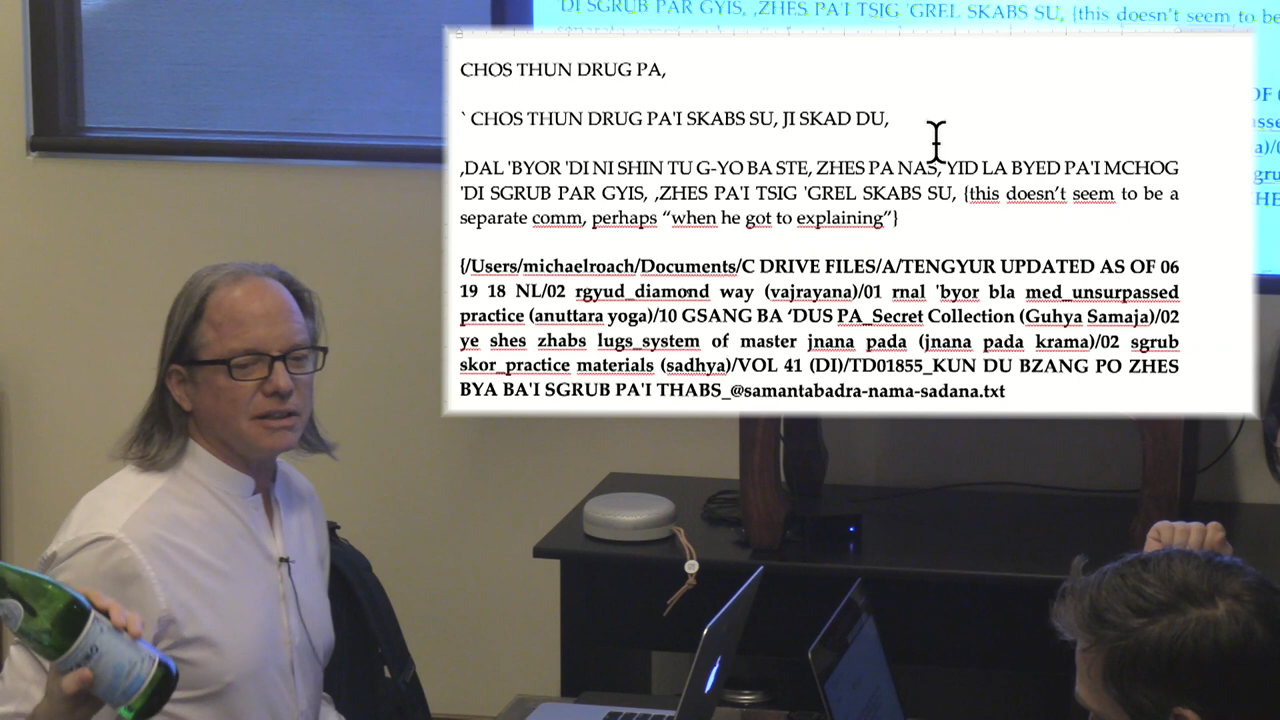 'DI SGRUB PAR GYIS, ,ZHES PA'I TSIG 'GREL SKABS SU, {this doesn't seem to be
CHOS THUN DRUG PA,
` CHOS THUN DRUG PA'I SKABS SU, JI SKAD DU,
,DAL 'BYOR 'DI NI SHIN TU G-YO BA STE, ZHES PA NAS, YID LA BYED PA'I MCHOG
'DI SGRUB PAR GYIS, ,ZHES PA'I TSIG 'GREL SKABS SU, {this doesn't seem to be a
separate comm, perhaps “when he got to explaining”}
{/Users/michaelroach/Documents/C DRIVE FILES/A/TENGYUR UPDATED AS OF 06
19 18 NL/02 rgyud_diamond way (vajrayana)/01 rnal 'byor bla med_unsurpassed
practice (anuttara yoga)/10 GSANG BA ‘DUS PA_Secret Collection (Guhya Samaja)/02
ye shes zhabs lugs_system of master jnana pada (jnana pada krama)/02 sgrub
skor_practice materials (sadhya)/VOL 41 (DI)/TD01855_KUN DU BZANG PO ZHES
BYA BA'I SGRUB PA'I THABS_@samantabadra-nama-sadana.txt